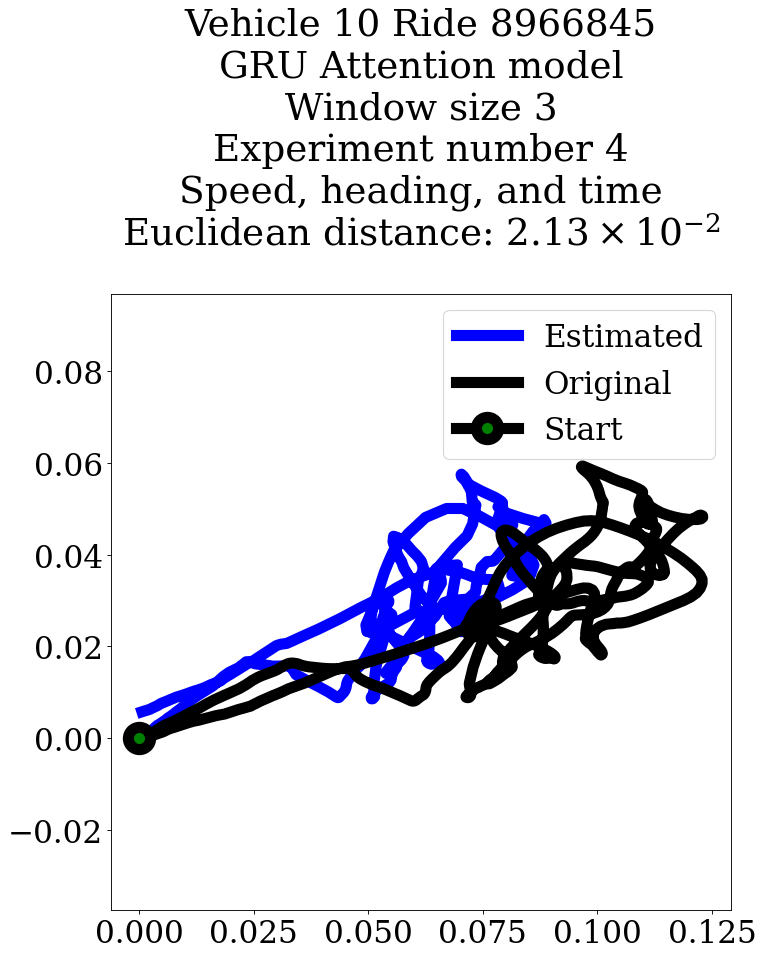 Vehicle 10 Ride 8966845
GRU Attention model
Window size 3
Experiment number 4
Speed, heading, and time
Euclidean distance: 2.13 × 10⁻²
Estimated
Original
Start
0.08
0.06
0.04
0.02
0.00
−0.02
0.000 0.025 0.050 0.075 0.100 0.125